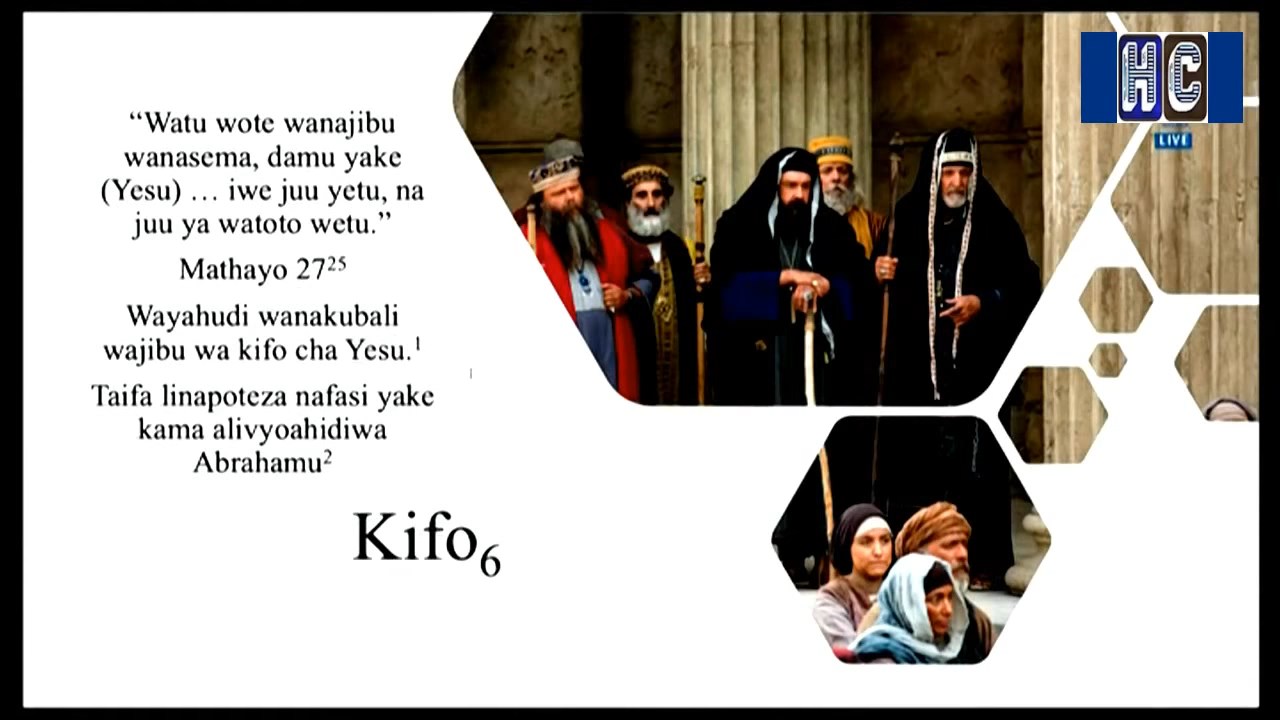 “Watu wote wanajibu
wanasema, damu yake
(Yesu) … iwe juu yetu, na
juu ya watoto wetu.”
Mathayo 27²⁵
Wayahudi wanakubali
wajibu wa kifo cha Yesu.¹
Taifa linapoteza nafasi yake
kama alivyoahidiwa
Abrahamu²
Kifo₆
HC
LIVE